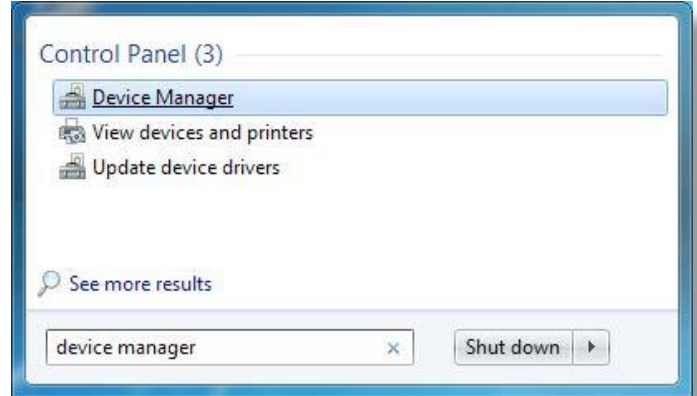 Control Panel (3)
Device Manager
View devices and printers
Update device drivers
See more results
device manager
Shut down